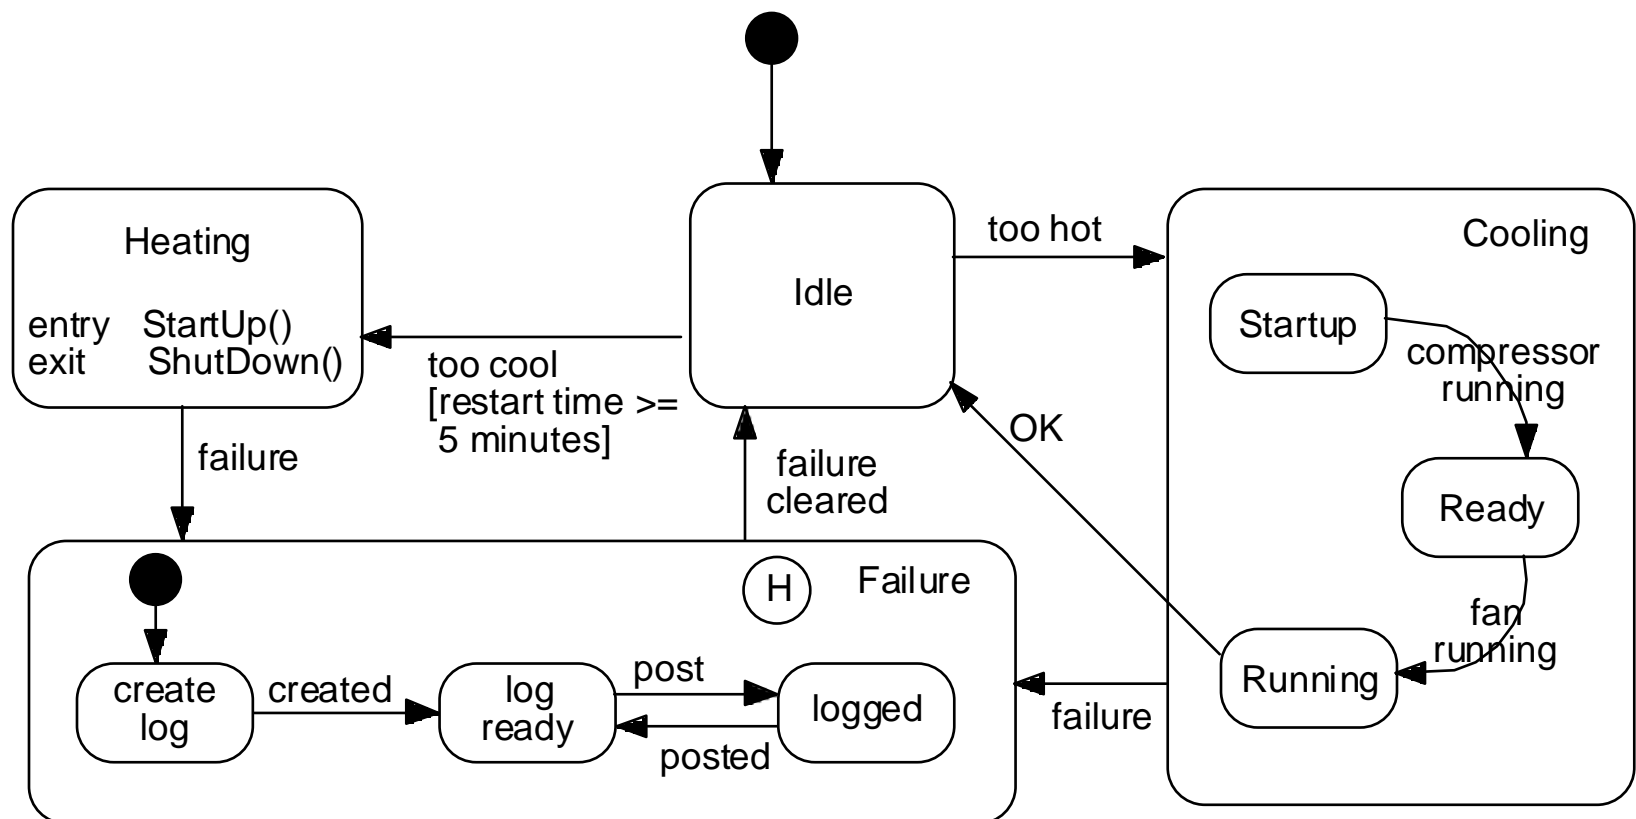 Heating
entry StartUp()
exit ShutDown()
too cool
[restart time >=
5 minutes]
Idle
too hot
Cooling
Startup
compressor
running
Ready
fan
running
Running
OK
failure
failure
cleared
failure
H
Failure
create
log
created
log
ready
post
posted
logged